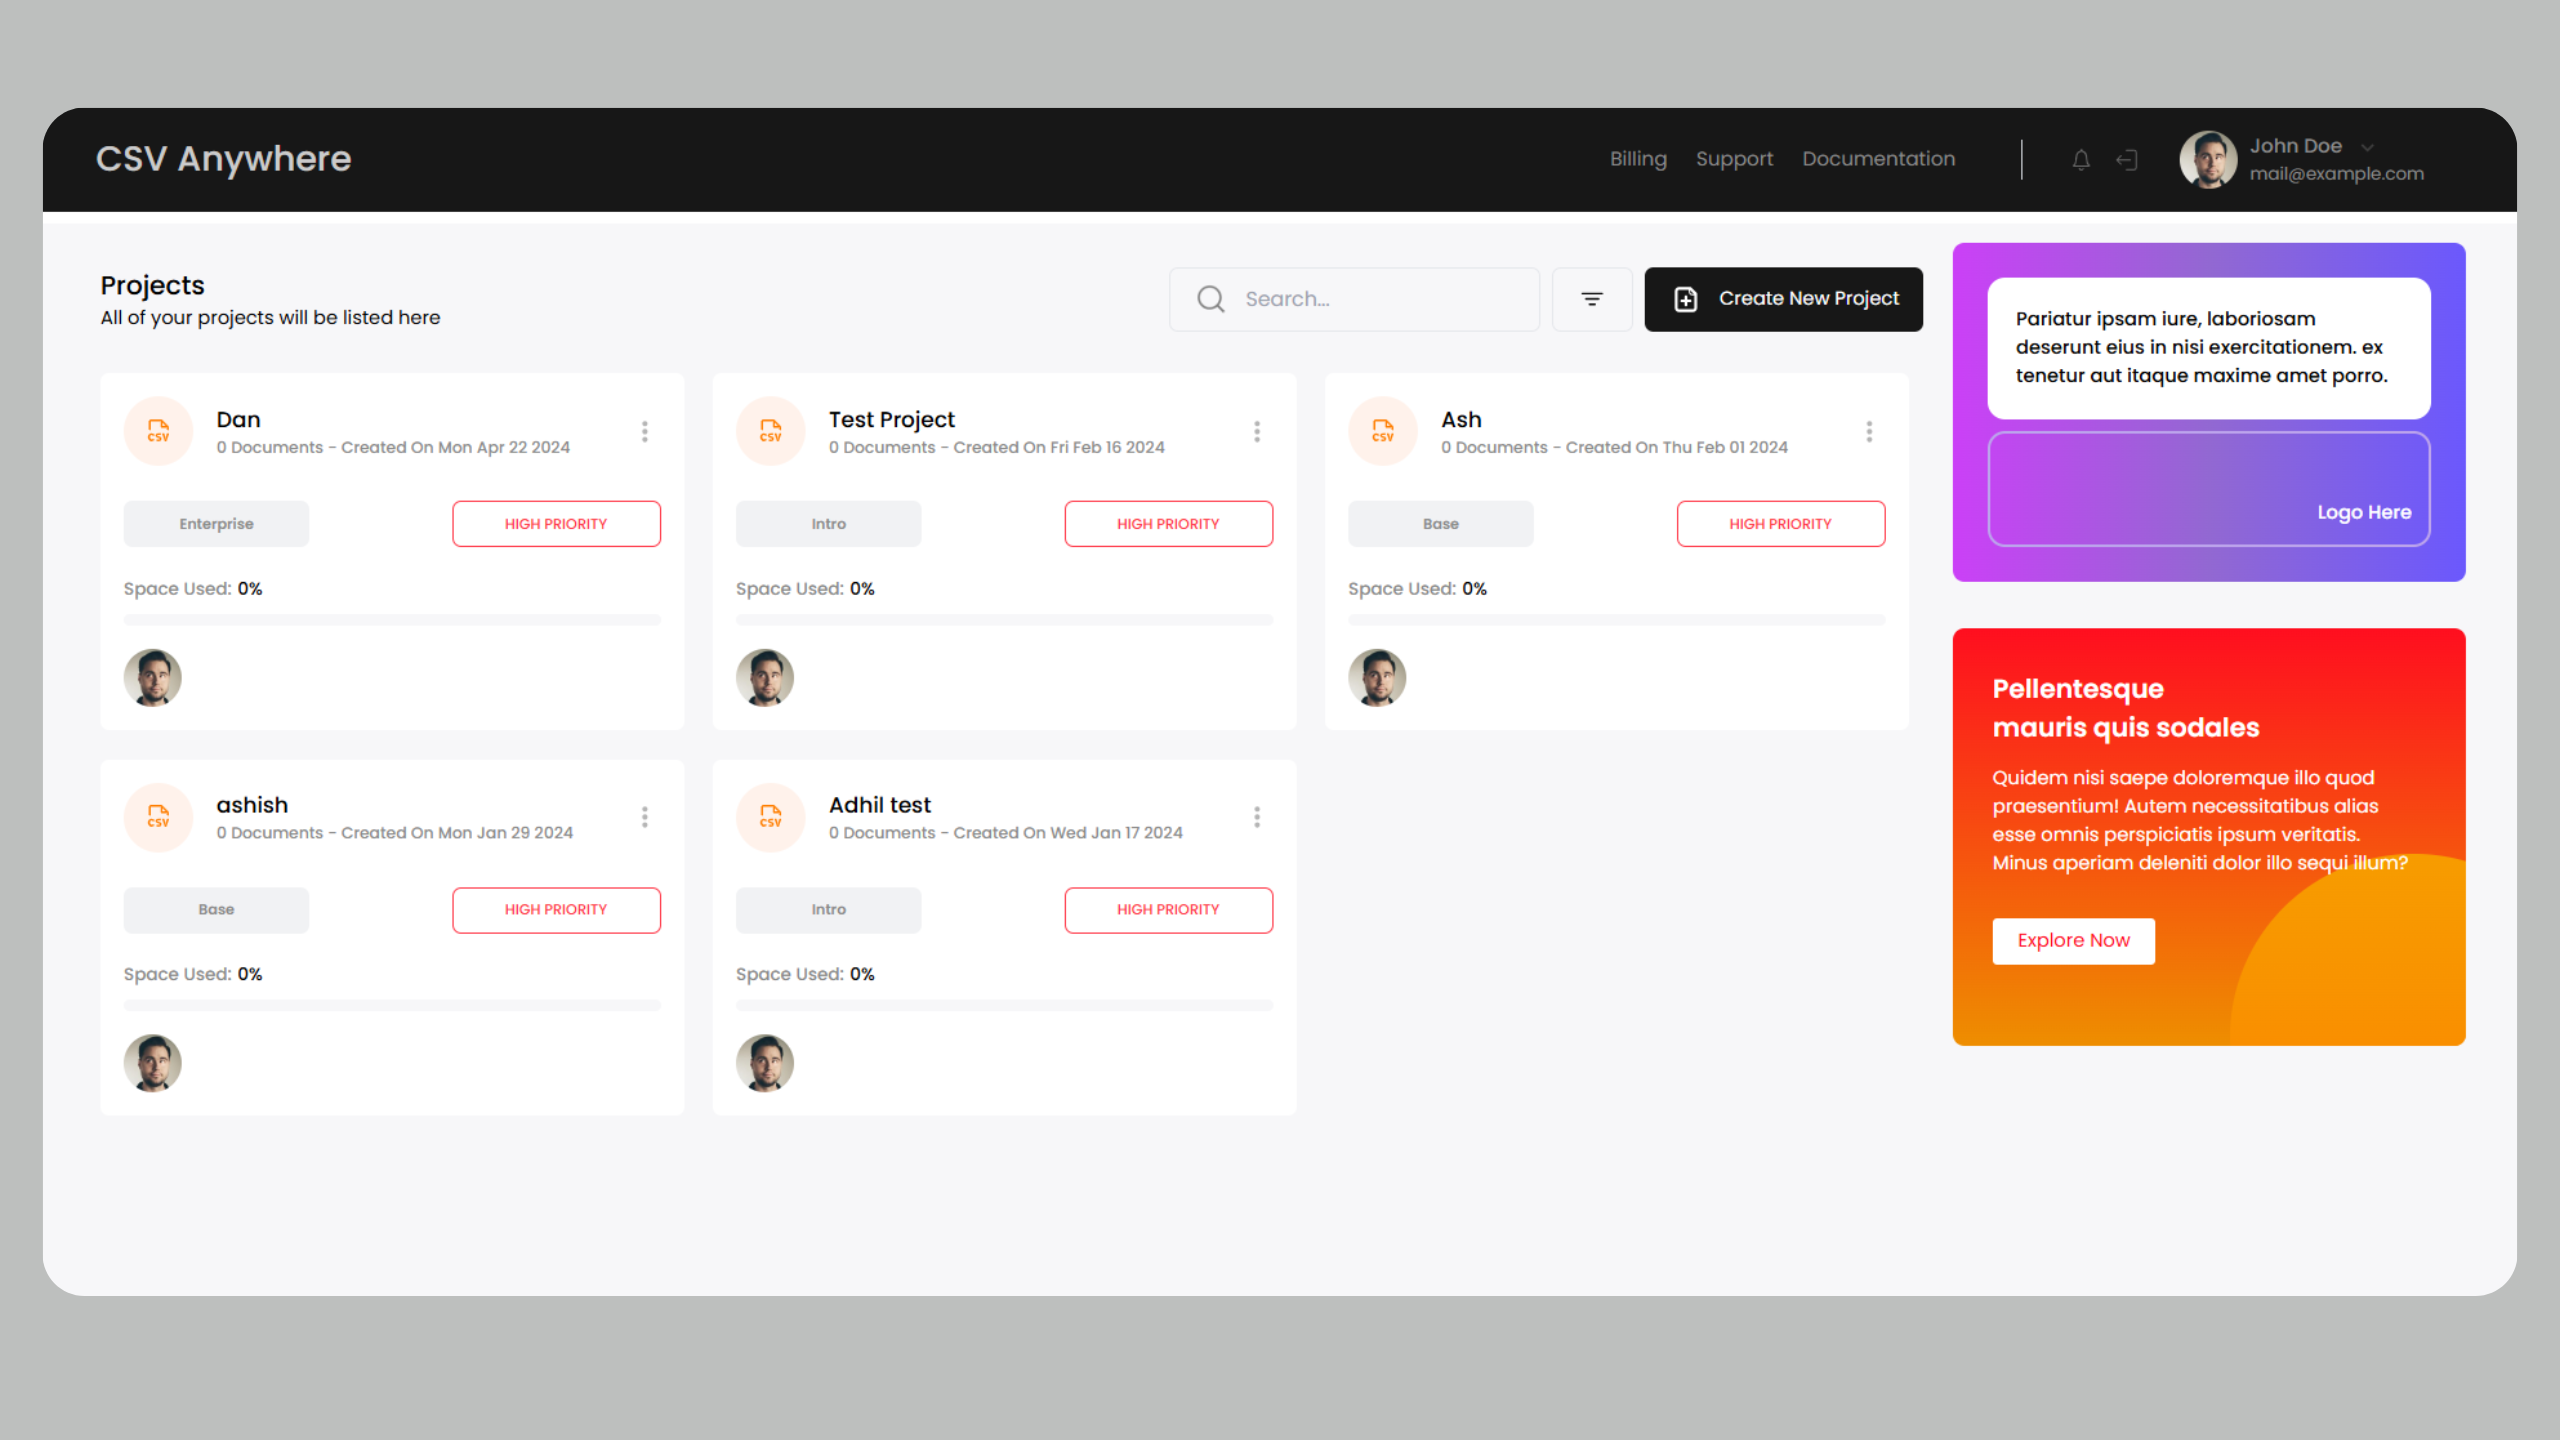 CSV Anywhere
Billing Support Documentation
John Doe
mail@example.com
Projects
All of your projects will be listed here
Search...
Create New Project
CSV
Dan
0 Documents - Created On Mon Apr 22 2024
Enterprise
HIGH PRIORITY
Space Used: 0%
CSV
Test Project
0 Documents - Created On Fri Feb 16 2024
Intro
HIGH PRIORITY
Space Used: 0%
CSV
Ash
0 Documents - Created On Thu Feb 01 2024
Base
HIGH PRIORITY
Space Used: 0%
CSV
ashish
0 Documents - Created On Mon Jan 29 2024
Base
HIGH PRIORITY
Space Used: 0%
CSV
Adhil test
0 Documents - Created On Wed Jan 17 2024
Intro
HIGH PRIORITY
Space Used: 0%
Pariatur ipsam iure, laboriosam
deserunt eius in nisi exercitationem. ex
tenetur aut itaque maxime amet porro.
Logo Here
Pellentesque
mauris quis sodales
Quidem nisi saepe doloremque illo quod
praesentium! Autem necessitatibus alias
esse omnis perspiciatis ipsum veritatis.
Minus aperiam deleniti dolor illo sequi illum?
Explore Now